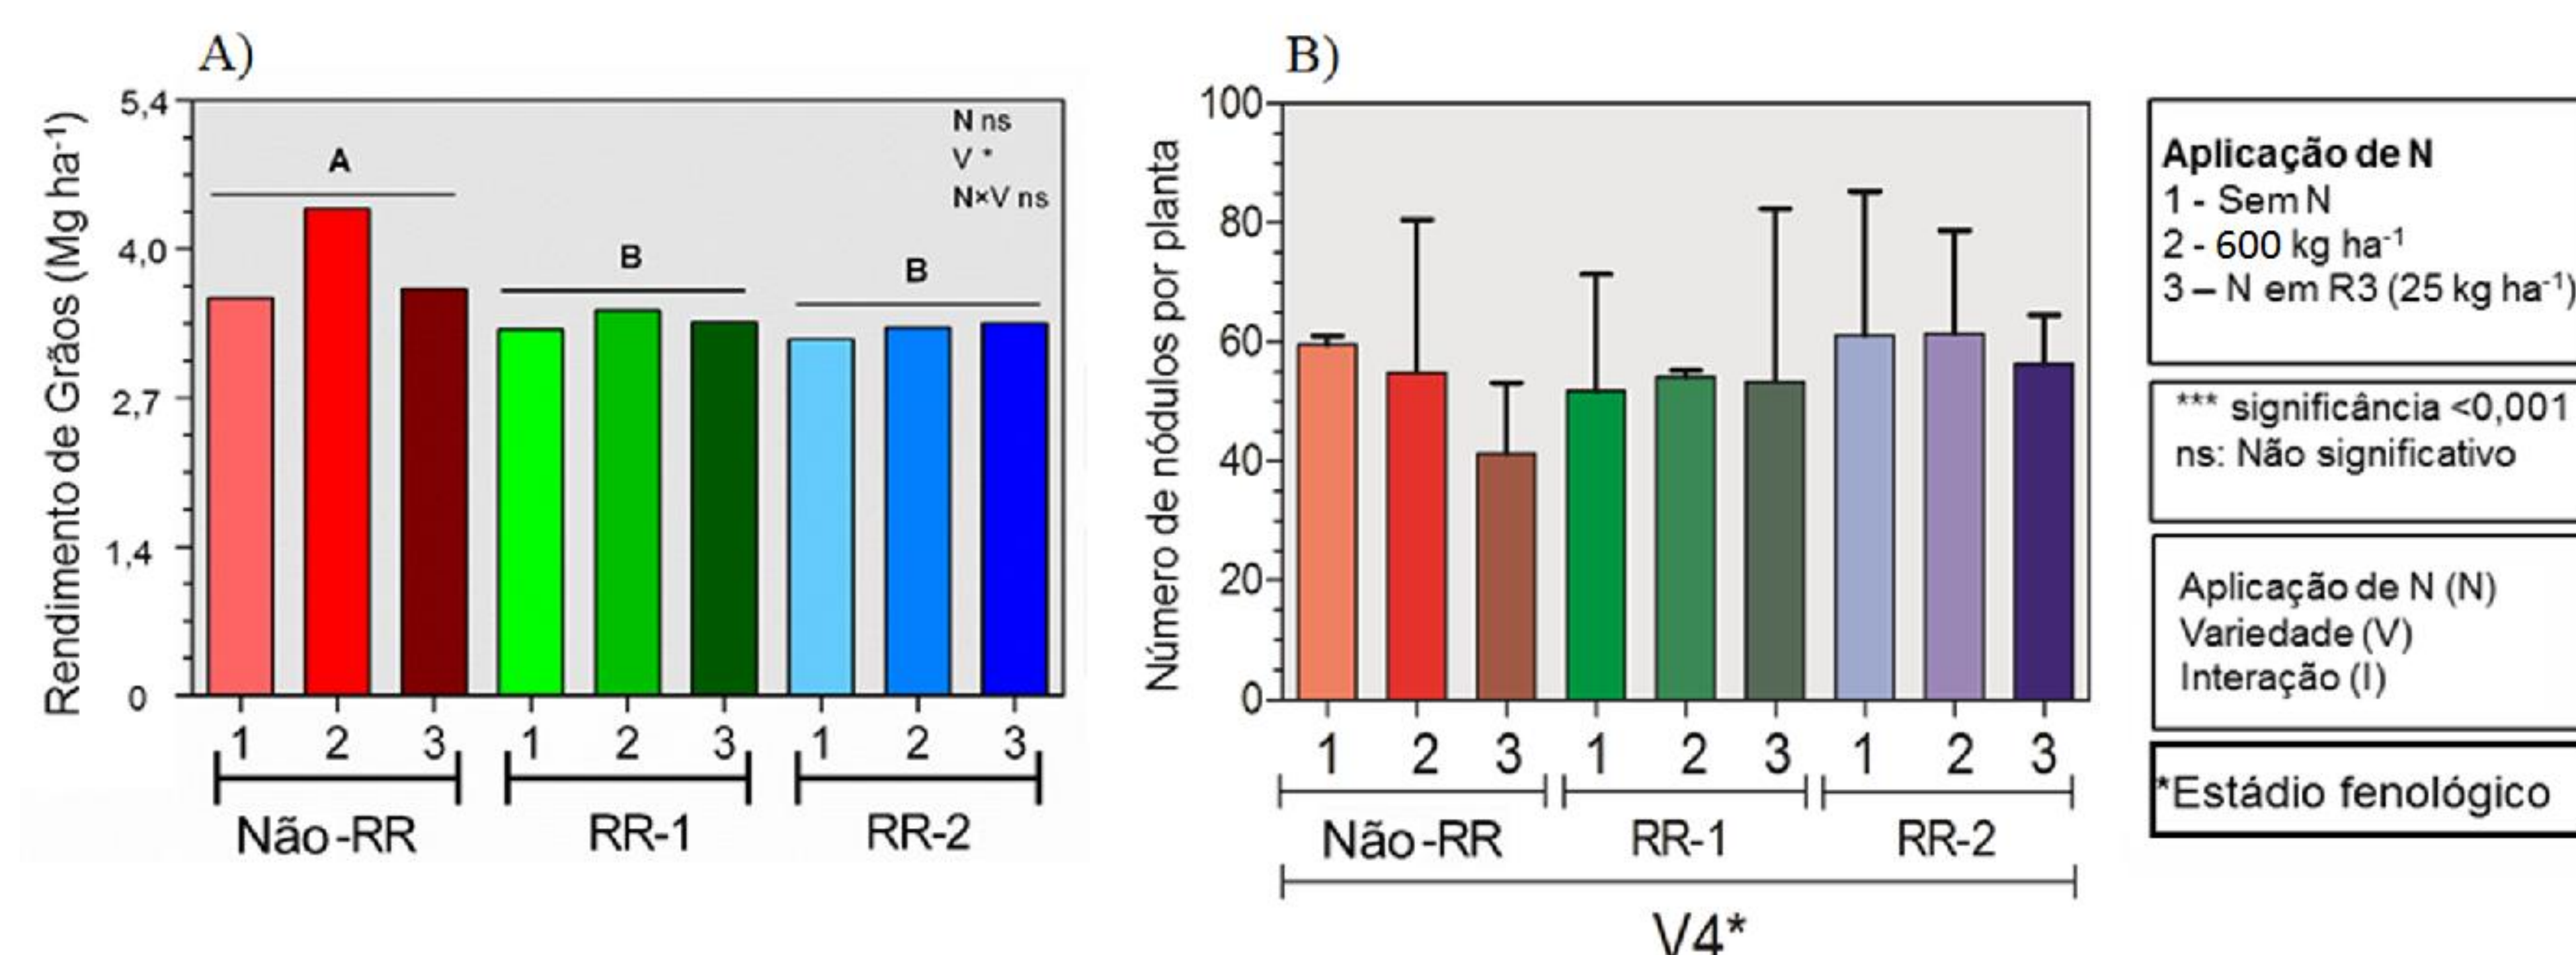 A)
Rendimento de Grãos (Mg ha-1)
5,4
4,0
2,7
1,4
0
A
B
B
N ns
V *
N×V ns
1 2 3 1 2 3 1 2 3
Não-RR RR-1 RR-2
B)
Número de nódulos por planta
100
80
60
40
20
0
1 2 3 1 2 3 1 2 3
Não-RR RR-1 RR-2
V4*
Aplicação de N
1 - Sem N
2 - 600 kg ha-1
3 – N em R3 (25 kg ha-1)
*** significância <0,001
ns: Não significativo
Aplicação de N (N)
Variedade (V)
Interação (I)
*Estádio fenológico